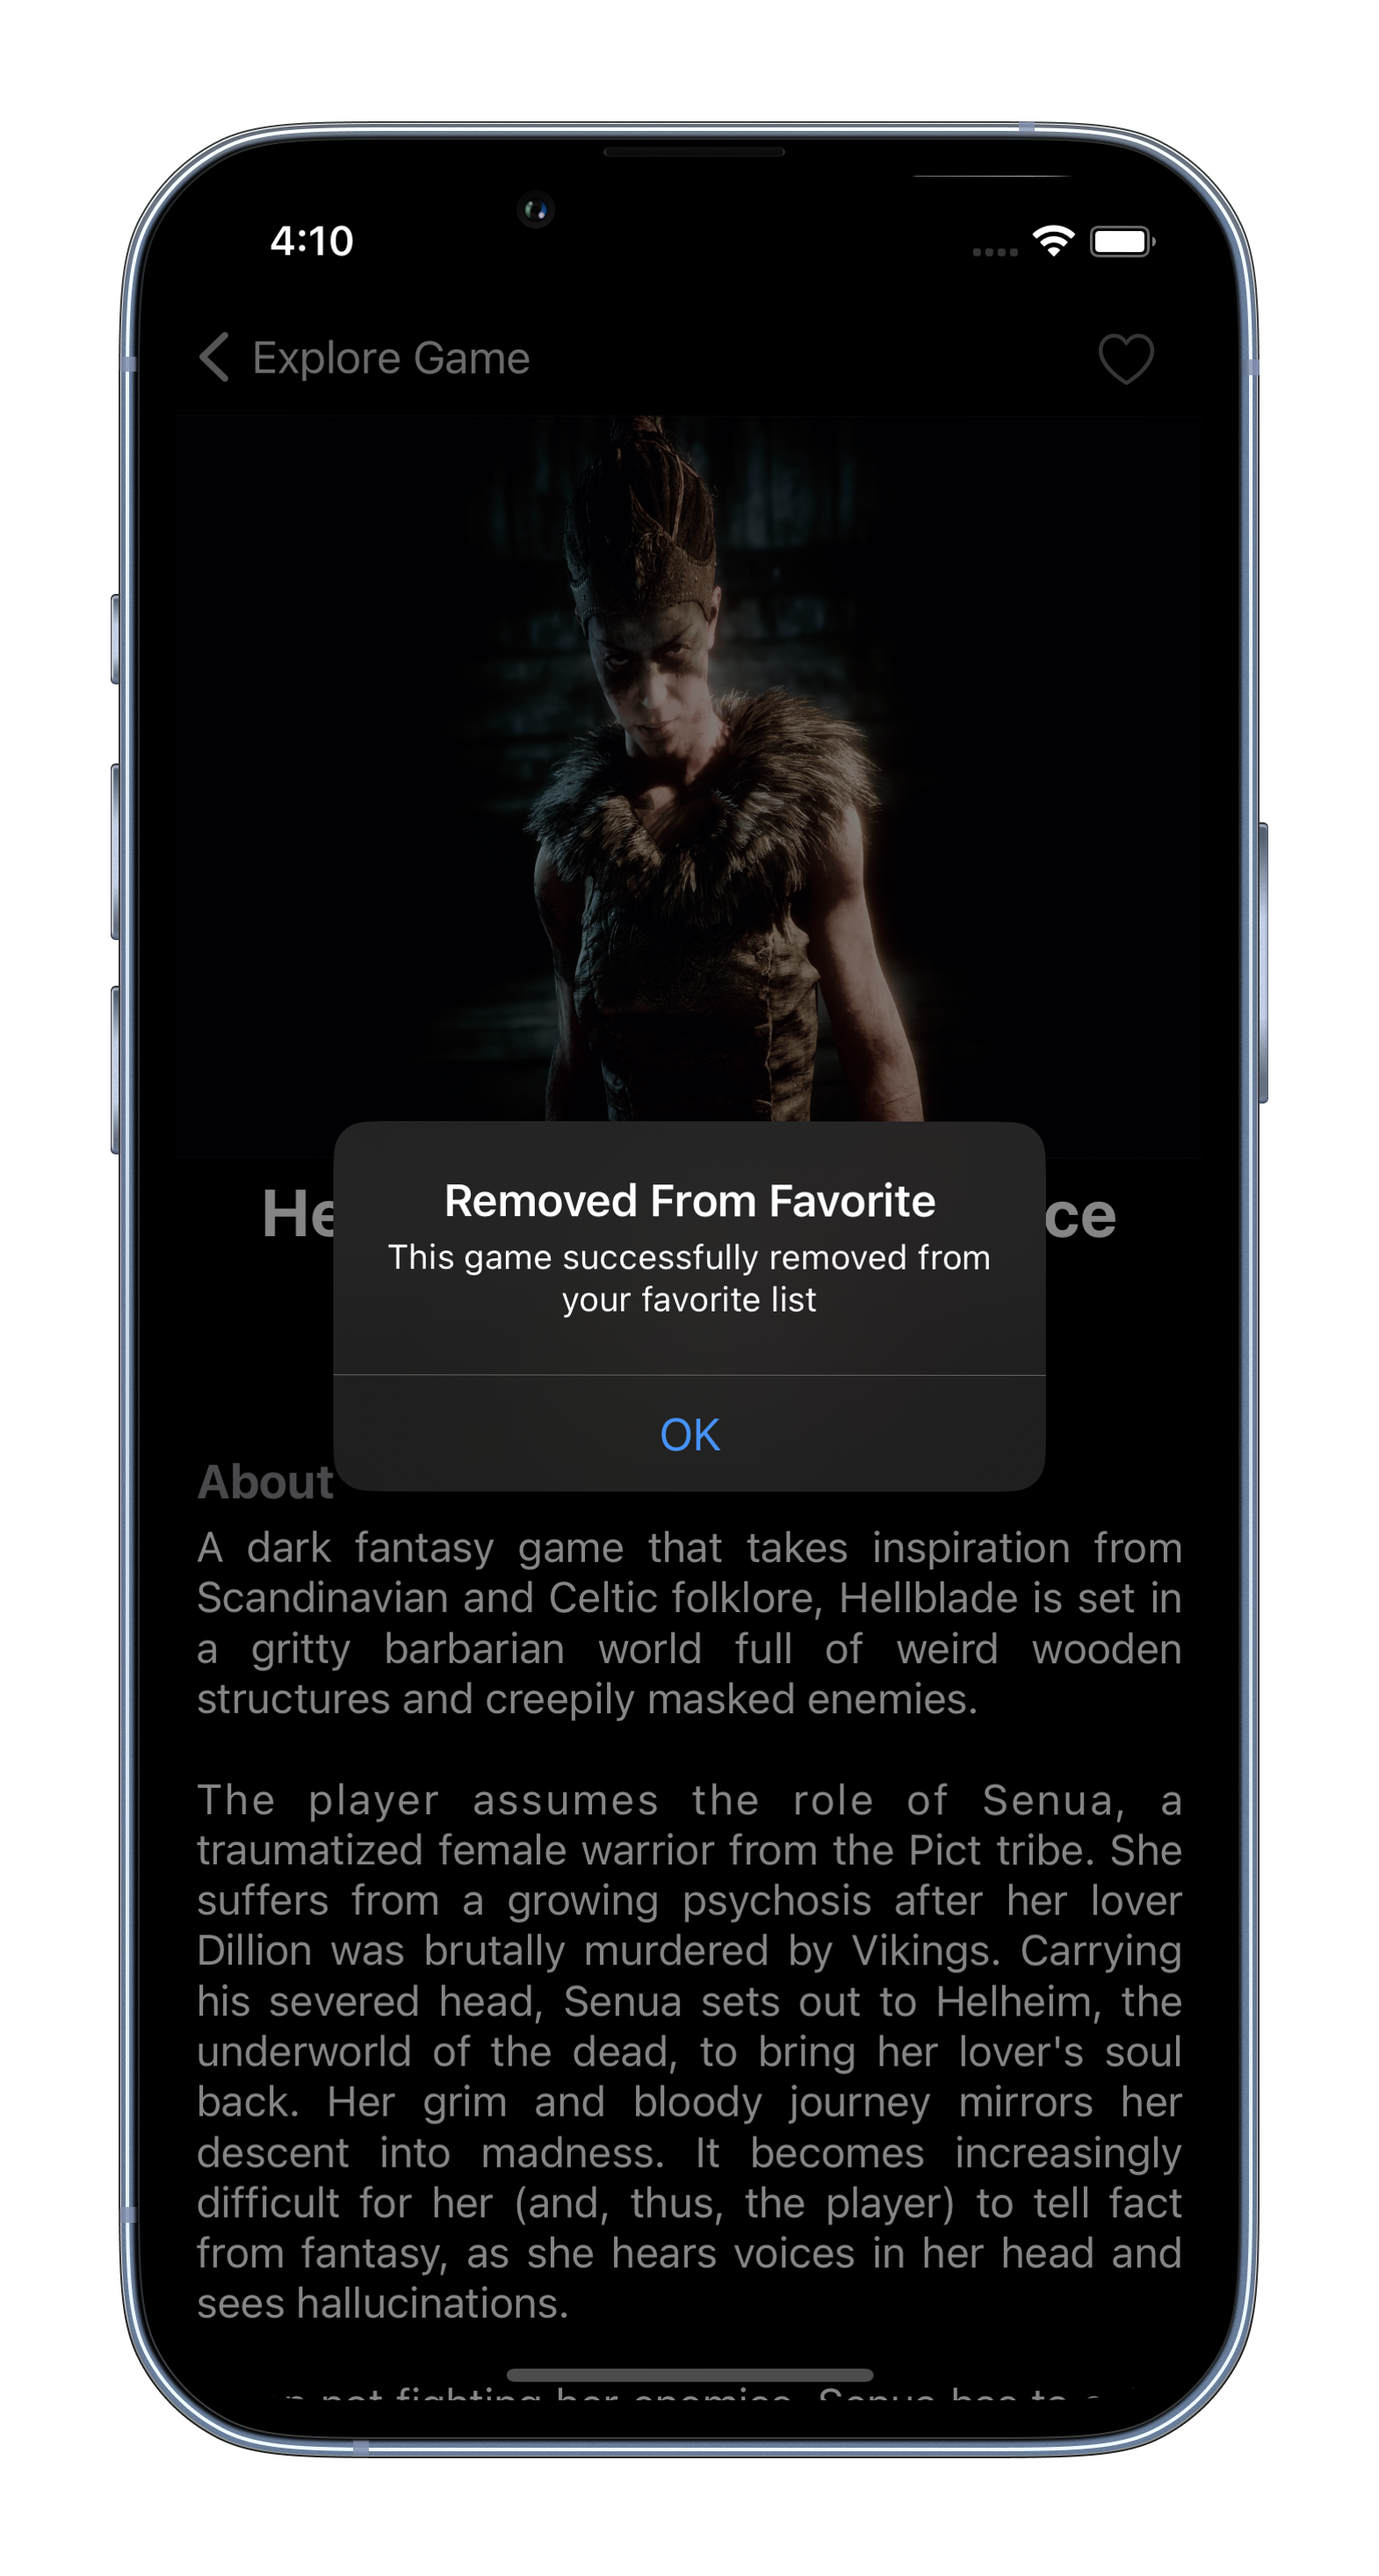 4:10
Explore Game
He
ce
Removed From Favorite
This game successfully removed from
your favorite list
OK
About
A dark fantasy game that takes inspiration from
Scandinavian and Celtic folklore, Hellblade is set in
a gritty barbarian world full of weird wooden
structures and creepily masked enemies.
The player assumes the role of Senua, a
traumatized female warrior from the Pict tribe. She
suffers from a growing psychosis after her lover
Dillion was brutally murdered by Vikings. Carrying
his severed head, Senua sets out to Helheim, the
underworld of the dead, to bring her lover's soul
back. Her grim and bloody journey mirrors her
descent into madness. It becomes increasingly
difficult for her (and, thus, the player) to tell fact
from fantasy, as she hears voices in her head and
sees hallucinations.
not fighting her enemies, Senua has to